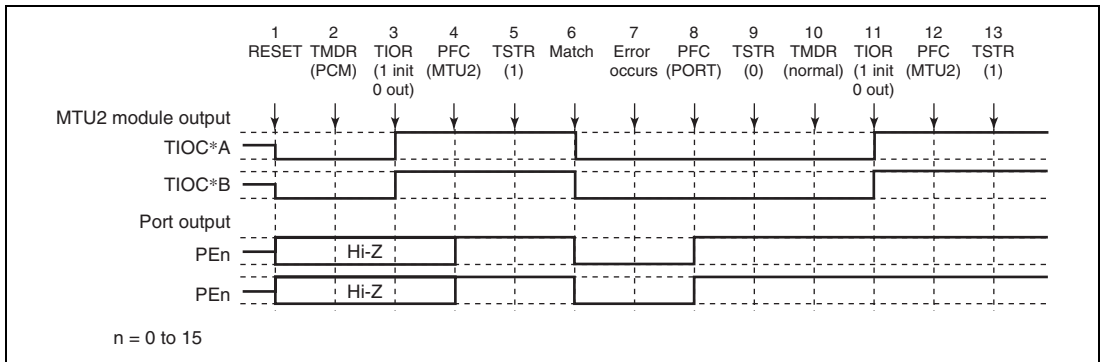 1 2 3 4 5 6 7 8 9 10 11 12 13
RESET TMDR TIOR PFC TSTR Match Error PFC TSTR TMDR TIOR PFC TSTR
(PCM) (1 init (MTU2) (1) occurs (PORT) (0) (normal) (1 init (MTU2) (1)
0 out) 0 out)
MTU2 module output
TIOC*A
TIOC*B
Port output
PEn Hi-Z
PEn Hi-Z
n = 0 to 15